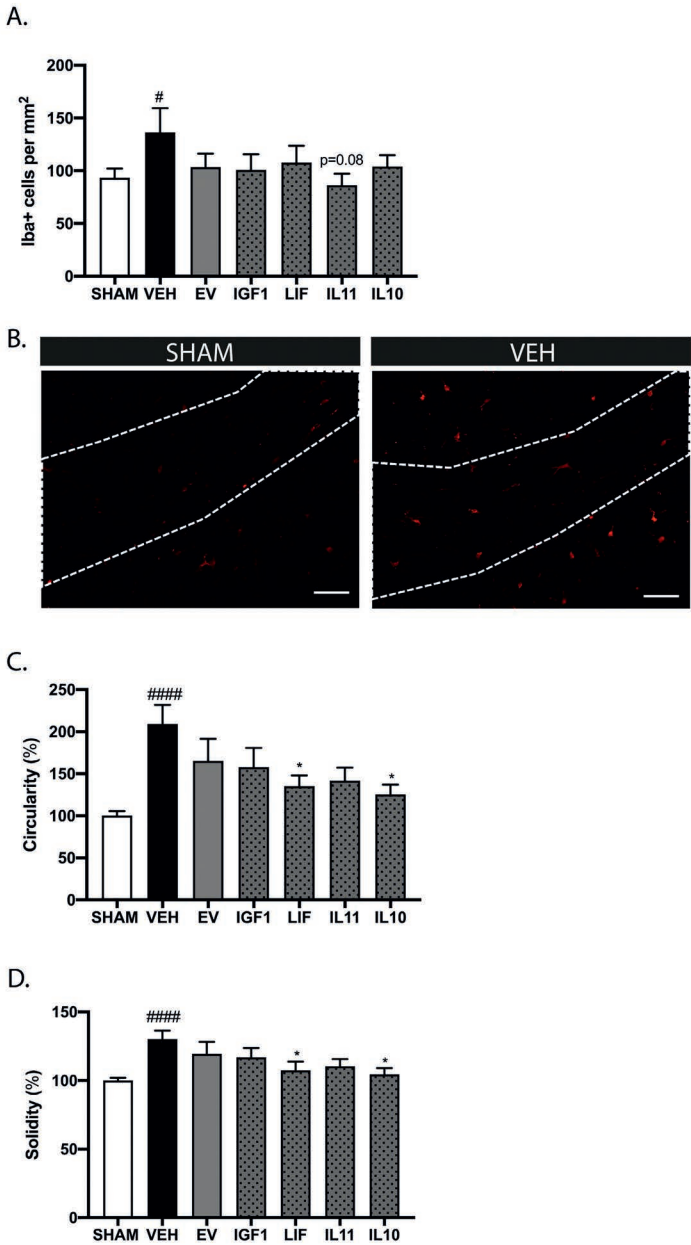 A.
Iba+ cells per mm²
200
150
100
50
0
#
p=0.08
SHAM VEH EV IGF1 LIF IL11 IL10
B.
SHAM VEH
C.
Circularity (%)
250
200
150
100
50
0
####
*
*
SHAM VEH EV IGF1 LIF IL11 IL10
D.
Solidity (%)
150
100
50
0
####
*
*
SHAM VEH EV IGF1 LIF IL11 IL10